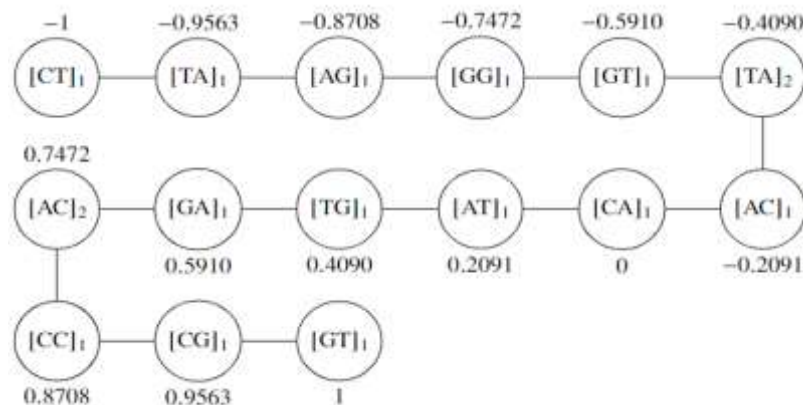 −1 −0.9563 −0.8708 −0.7472 −0.5910 −0.4090
[CT]₁ [TA]₁ [AG]₁ [GG]₁ [GT]₁ [TA]₂
0.7472
[AC]₂ [GA]₁ [TG]₁ [AT]₁ [CA]₁ [AC]₁
0.5910 0.4090 0.2091 0 −0.2091
[CC]₁ [CG]₁ [GT]₁
0.8708 0.9563 1